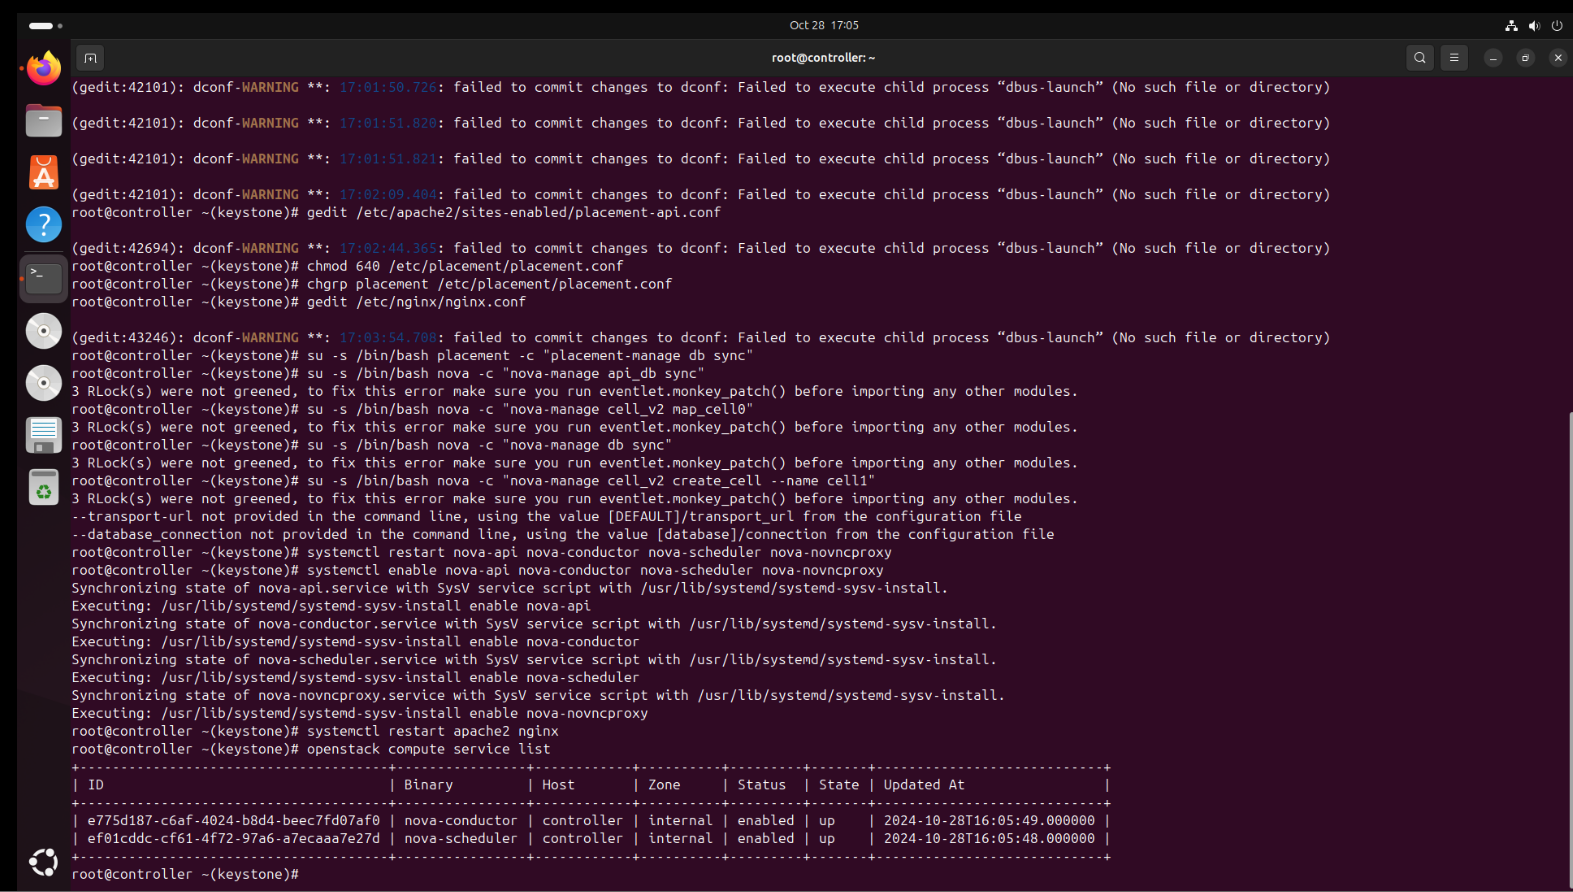 Oct 28 17:05
root@controller: ~
(gedit:42101): dconf-WARNING **: 17:01:50.726: failed to commit changes to dconf: Failed to execute child process “dbus-launch” (No such file or directory)
(gedit:42101): dconf-WARNING **: 17:01:51.820: failed to commit changes to dconf: Failed to execute child process “dbus-launch” (No such file or directory)
(gedit:42101): dconf-WARNING **: 17:01:51.821: failed to commit changes to dconf: Failed to execute child process “dbus-launch” (No such file or directory)
(gedit:42101): dconf-WARNING **: 17:02:09.404: failed to commit changes to dconf: Failed to execute child process “dbus-launch” (No such file or directory)
root@controller ~(keystone)# gedit /etc/apache2/sites-enabled/placement-api.conf
(gedit:42694): dconf-WARNING **: 17:02:44.365: failed to commit changes to dconf: Failed to execute child process “dbus-launch” (No such file or directory)
root@controller ~(keystone)# chmod 640 /etc/placement/placement.conf
root@controller ~(keystone)# chgrp placement /etc/placement/placement.conf
root@controller ~(keystone)# gedit /etc/nginx/nginx.conf
(gedit:43246): dconf-WARNING **: 17:03:54.708: failed to commit changes to dconf: Failed to execute child process “dbus-launch” (No such file or directory)
root@controller ~(keystone)# su -s /bin/bash placement -c "placement-manage db sync"
root@controller ~(keystone)# su -s /bin/bash nova -c "nova-manage api_db sync"
3 RLock(s) were not greened, to fix this error make sure you run eventlet.monkey_patch() before importing any other modules.
root@controller ~(keystone)# su -s /bin/bash nova -c "nova-manage cell_v2 map_cell0"
3 RLock(s) were not greened, to fix this error make sure you run eventlet.monkey_patch() before importing any other modules.
root@controller ~(keystone)# su -s /bin/bash nova -c "nova-manage db sync"
3 RLock(s) were not greened, to fix this error make sure you run eventlet.monkey_patch() before importing any other modules.
root@controller ~(keystone)# su -s /bin/bash nova -c "nova-manage cell_v2 create_cell --name cell1"
3 RLock(s) were not greened, to fix this error make sure you run eventlet.monkey_patch() before importing any other modules.
--transport-url not provided in the command line, using the value [DEFAULT]/transport_url from the configuration file
--database_connection not provided in the command line, using the value [database]/connection from the configuration file
root@controller ~(keystone)# systemctl restart nova-api nova-conductor nova-scheduler nova-novncproxy
root@controller ~(keystone)# systemctl enable nova-api nova-conductor nova-scheduler nova-novncproxy
Synchronizing state of nova-api.service with SysV service script with /usr/lib/systemd/systemd-sysv-install.
Executing: /usr/lib/systemd/systemd-sysv-install enable nova-api
Synchronizing state of nova-conductor.service with SysV service script with /usr/lib/systemd/systemd-sysv-install.
Executing: /usr/lib/systemd/systemd-sysv-install enable nova-conductor
Synchronizing state of nova-scheduler.service with SysV service script with /usr/lib/systemd/systemd-sysv-install.
Executing: /usr/lib/systemd/systemd-sysv-install enable nova-scheduler
Synchronizing state of nova-novncproxy.service with SysV service script with /usr/lib/systemd/systemd-sysv-install.
Executing: /usr/lib/systemd/systemd-sysv-install enable nova-novncproxy
root@controller ~(keystone)# systemctl restart apache2 nginx
root@controller ~(keystone)# openstack compute service list
+--------------------------------------+----------------+------------+----------+---------+-------+----------------------------+
| ID | Binary | Host | Zone | Status | State | Updated At |
+--------------------------------------+----------------+------------+----------+---------+-------+----------------------------+
| e775d187-c6af-4024-b8d4-beec7fd07af0 | nova-conductor | controller | internal | enabled | up | 2024-10-28T16:05:49.000000 |
| ef01cddc-cf61-4f72-97a6-a7ecaaa7e27d | nova-scheduler | controller | internal | enabled | up | 2024-10-28T16:05:48.000000 |
+--------------------------------------+----------------+------------+----------+---------+-------+----------------------------+
root@controller ~(keystone)#